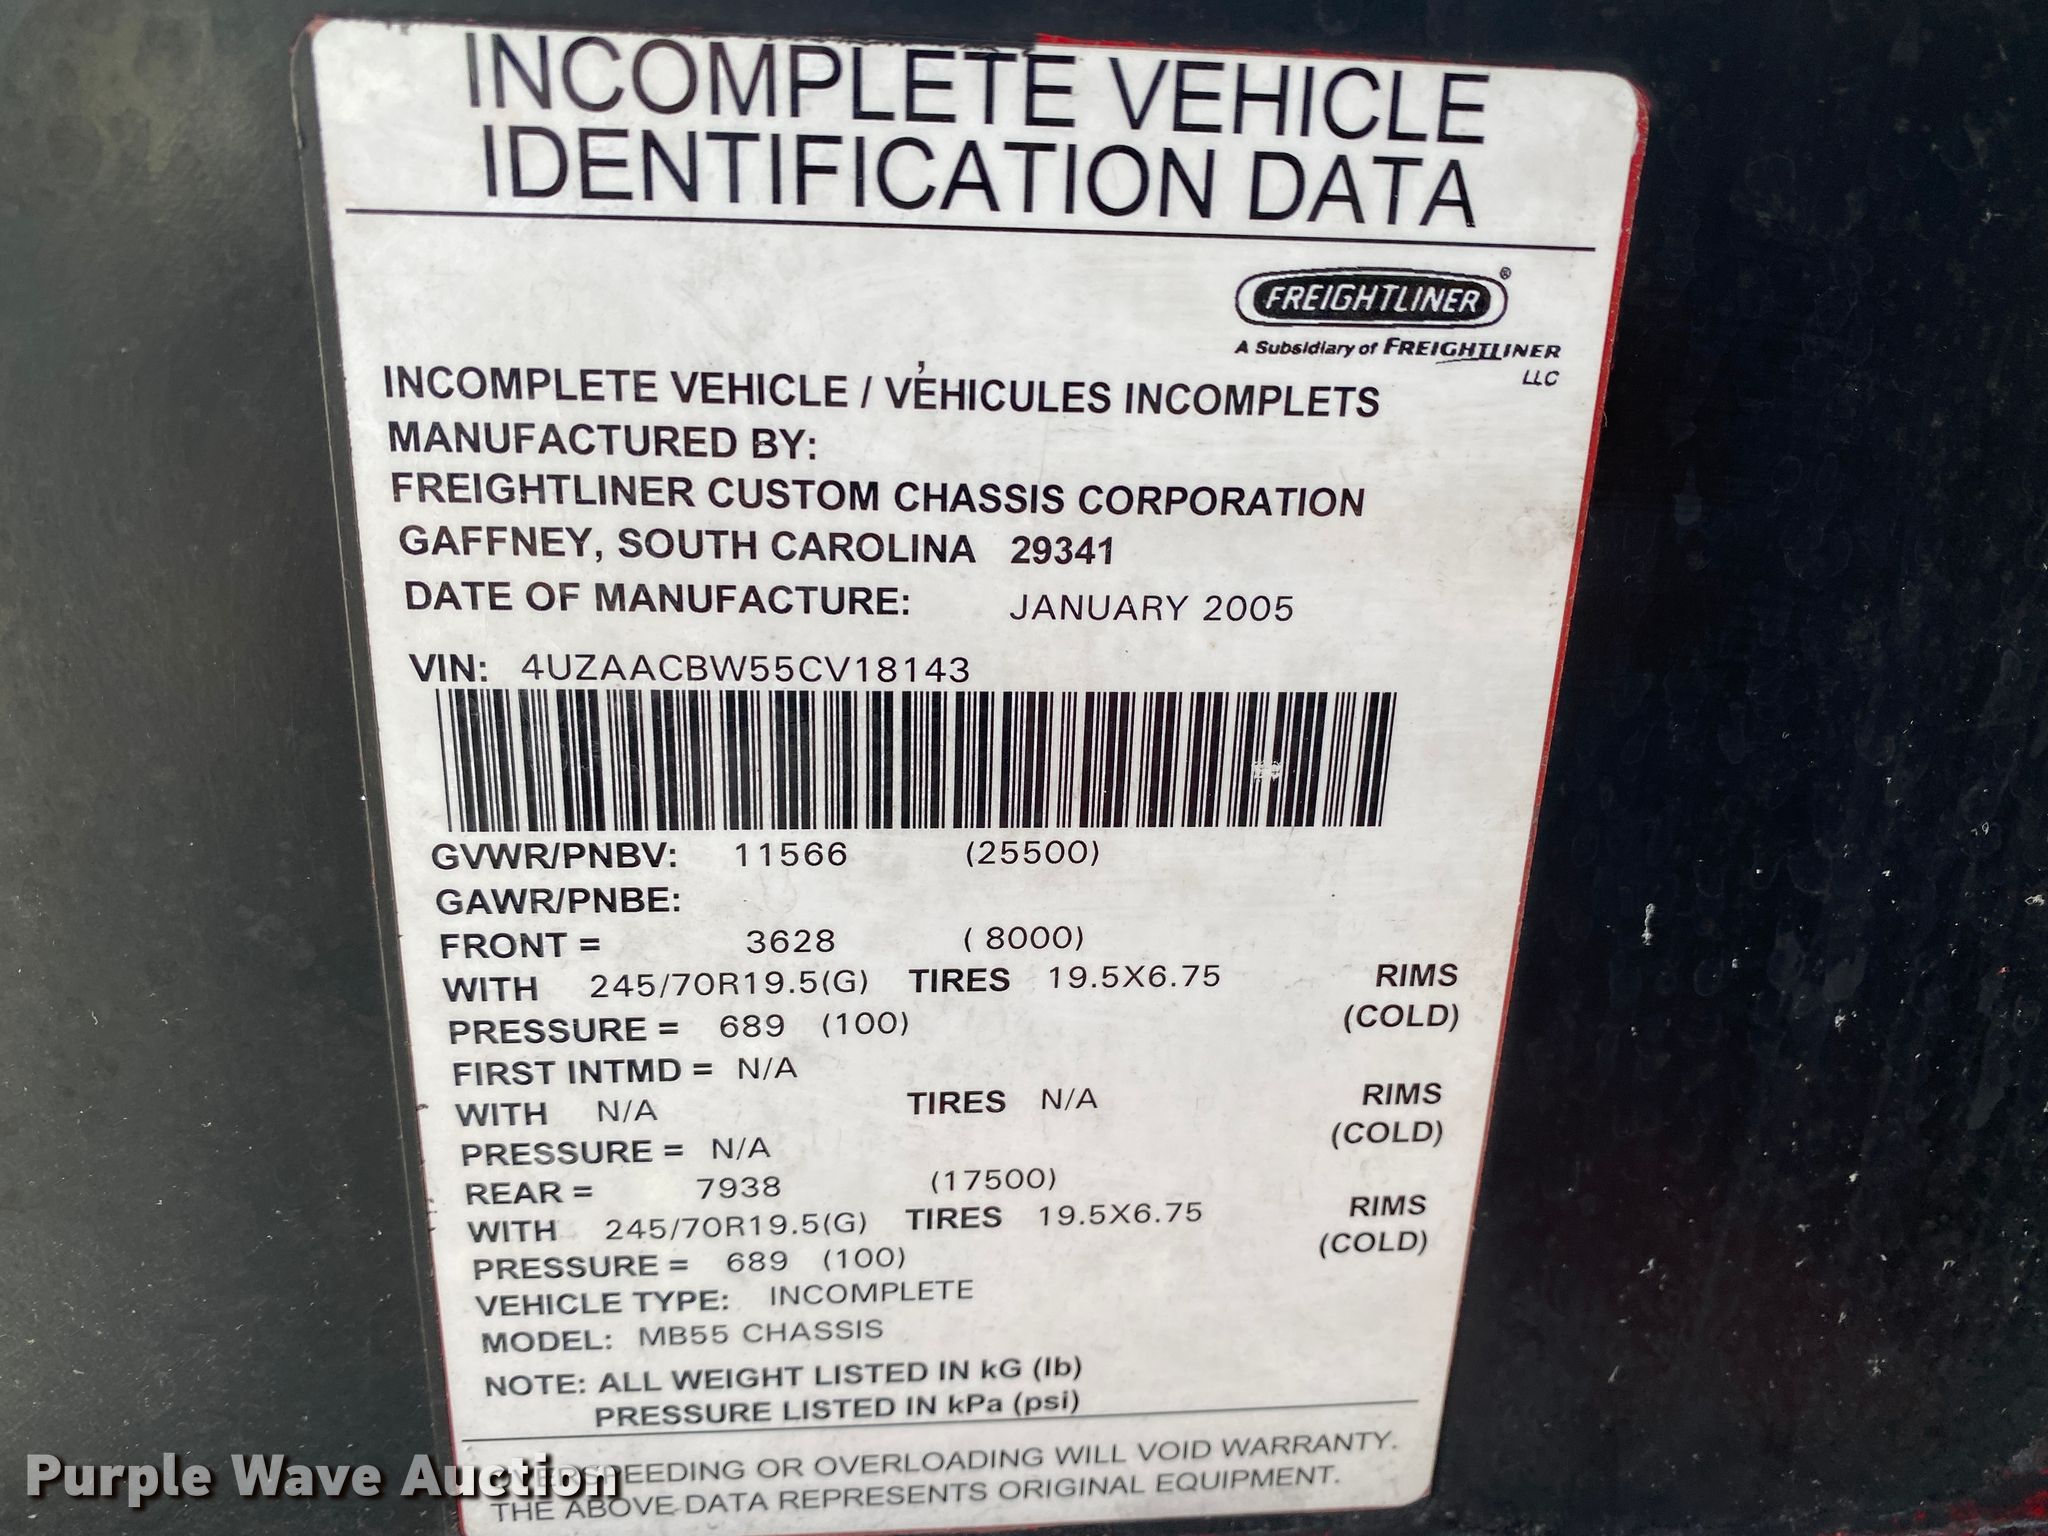 INCOMPLETE VEHICLE
IDENTIFICATION DATA
FREIGHTLINER®
A Subsidiary of FREIGHTLINER
LLC
INCOMPLETE VEHICLE / VÉHICULES INCOMPLETS
MANUFACTURED BY:
FREIGHTLINER CUSTOM CHASSIS CORPORATION
GAFFNEY, SOUTH CAROLINA 29341
DATE OF MANUFACTURE: JANUARY 2005
VIN: 4UZAACBW55CV18143
GVWR/PNBV: 11566 (25500)
GAWR/PNBE:
FRONT = 3628 ( 8000)
WITH 245/70R19.5(G) TIRES 19.5X6.75 RIMS
PRESSURE = 689 (100) (COLD)
FIRST INTMD = N/A
WITH N/A TIRES N/A RIMS
PRESSURE = N/A (COLD)
REAR = 7938 (17500)
WITH 245/70R19.5(G) TIRES 19.5X6.75 RIMS
PRESSURE = 689 (100) (COLD)
VEHICLE TYPE: INCOMPLETE
MODEL: MB55 CHASSIS
NOTE: ALL WEIGHT LISTED IN kG (lb)
PRESSURE LISTED IN kPa (psi)
OVERSPEEDING OR OVERLOADING WILL VOID WARRANTY.
THE ABOVE DATA REPRESENTS ORIGINAL EQUIPMENT.
Purple Wave Auction